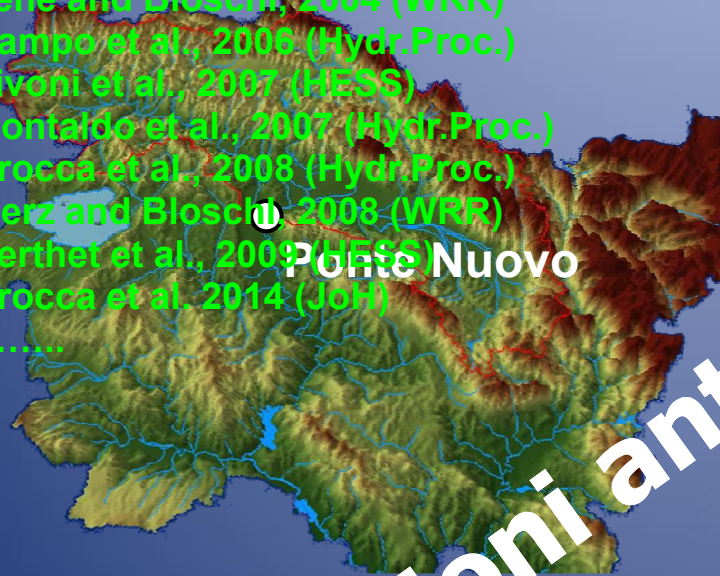 ene and Bloschl, 2004 (WRR)
ampo et al., 2006 (Hydr.Proc.)
ivoni et al., 2007 (HESS)
ontaldo et al., 2007 (Hydr.Proc.)
rocca et al., 2008 (Hydr.Proc.)
erz and Bloschl, 2008 (WRR)
erthet et al., 2009 (HESS)
Ponte Nuovo
rocca et al. 2014 (JoH)
…...
oni ant